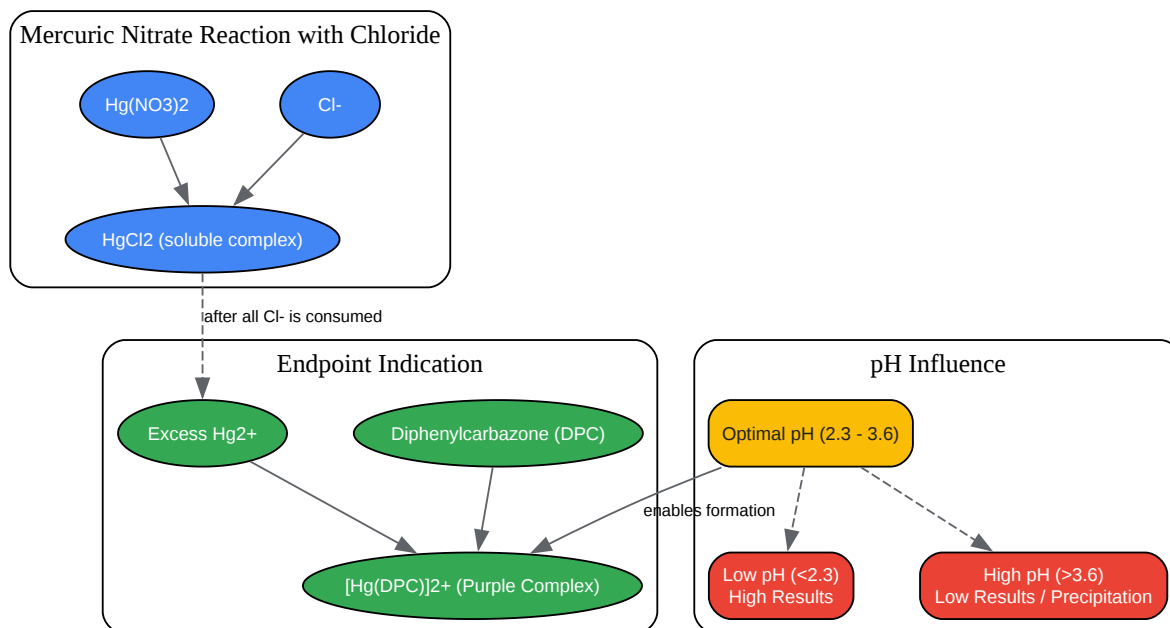 Mercuric Nitrate Reaction with Chloride
Hg(NO3)2
Cl-
HgCl2 (soluble complex)
after all Cl- is consumed
Endpoint Indication
Excess Hg2+
Diphenylcarbazone (DPC)
[Hg(DPC)]2+ (Purple Complex)
pH Influence
Optimal pH (2.3 - 3.6)
enables formation
Low pH (<2.3)
High Results
High pH (>3.6)
Low Results / Precipitation